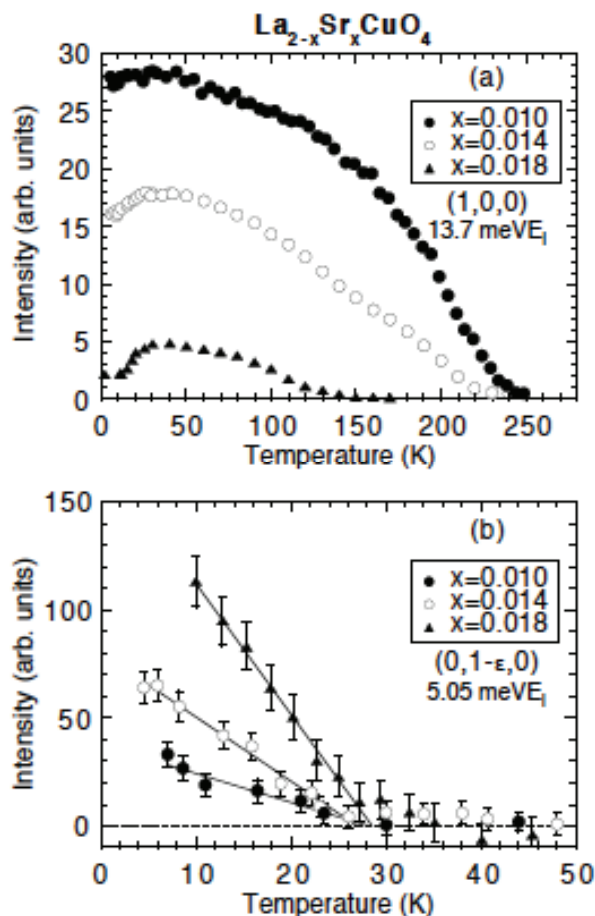 La2-xSrxCuO4
(a)
x=0.010
x=0.014
x=0.018
(1,0,0)
13.7 meVEI
Intensity (arb. units)
30
25
20
15
10
5
0
0 50 100 150 200 250
Temperature (K)
(b)
x=0.010
x=0.014
x=0.018
(0,1-ε,0)
5.05 meVEI
Intensity (arb. units)
150
100
50
0
10 20 30 40 50
Temperature (K)